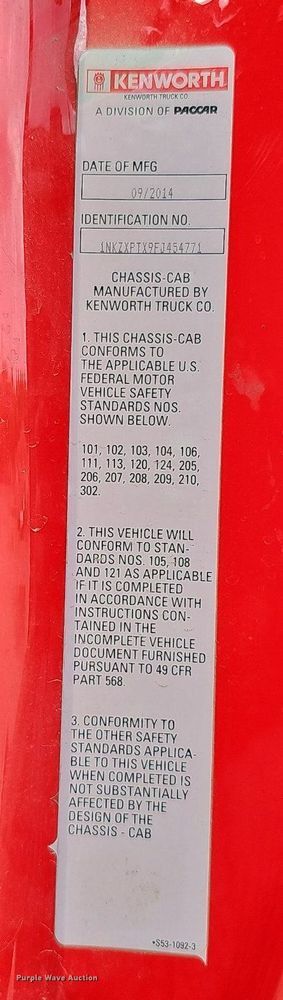 KENWORTH
KENWORTH TRUCK CO.
A DIVISION OF PACCAR
DATE OF MFG
09/2014
IDENTIFICATION NO.
1NKZXPTX9FJ454771
CHASSIS-CAB
MANUFACTURED BY
KENWORTH TRUCK CO.
1. THIS CHASSIS-CAB
CONFORMS TO
THE APPLICABLE U.S.
FEDERAL MOTOR
VEHICLE SAFETY
STANDARDS NOS.
SHOWN BELOW.
101, 102, 103, 104, 106,
111, 113, 120, 124, 205,
206, 207, 208, 209, 210,
302.
2. THIS VEHICLE WILL
CONFORM TO STAN-
DARDS NOS. 105, 108
AND 121 AS APPLICABLE
IF IT IS COMPLETED
IN ACCORDANCE WITH
INSTRUCTIONS CON-
TAINED IN THE
INCOMPLETE VEHICLE
DOCUMENT FURNISHED
PURSUANT TO 49 CFR
PART 568.
3. CONFORMITY TO
THE OTHER SAFETY
STANDARDS APPLICA-
BLE TO THIS VEHICLE
WHEN COMPLETED IS
NOT SUBSTANTIALLY
AFFECTED BY THE
DESIGN OF THE
CHASSIS - CAB
*S53-1092-3
Purple Wave Auction